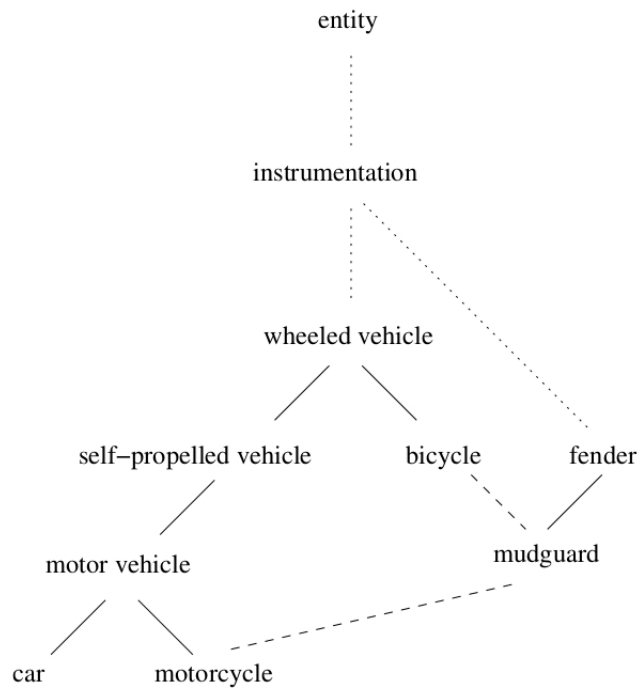 entity
instrumentation
wheeled vehicle
self−propelled vehicle bicycle fender
motor vehicle mudguard
car motorcycle